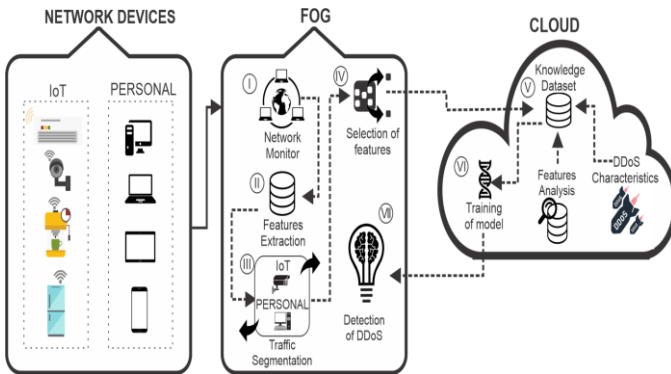 NETWORK DEVICES
IoT
PERSONAL
FOG
I
Network
Monitor
II
Features
Extraction
III
IoT
PERSONAL
Traffic
Segmentation
IV
Selection of
features
VII
Detection
of DDoS
CLOUD
V
Knowledge
Dataset
VI
Training
of model
Features
Analysis
DDoS
Characteristics
DDoS